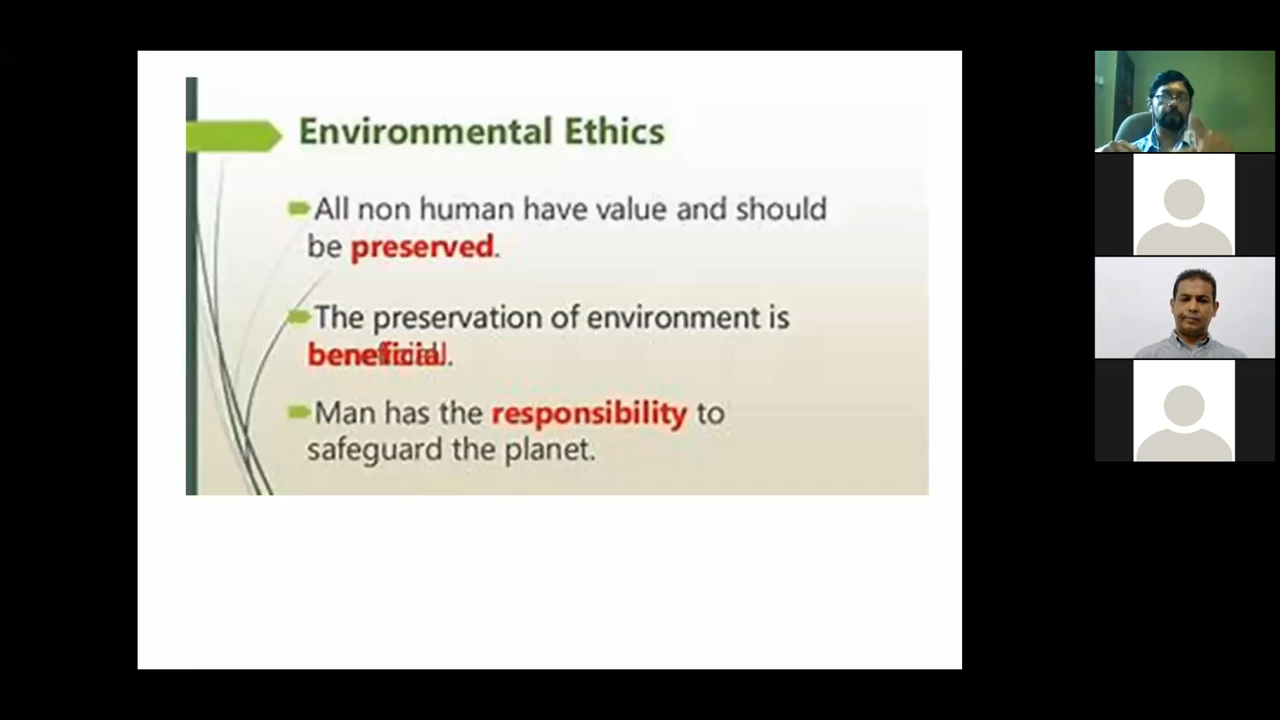 Environmental Ethics
All non human have value and should
be preserved.
The preservation of environment is
beneficial.
Man has the responsibility to
safeguard the planet.